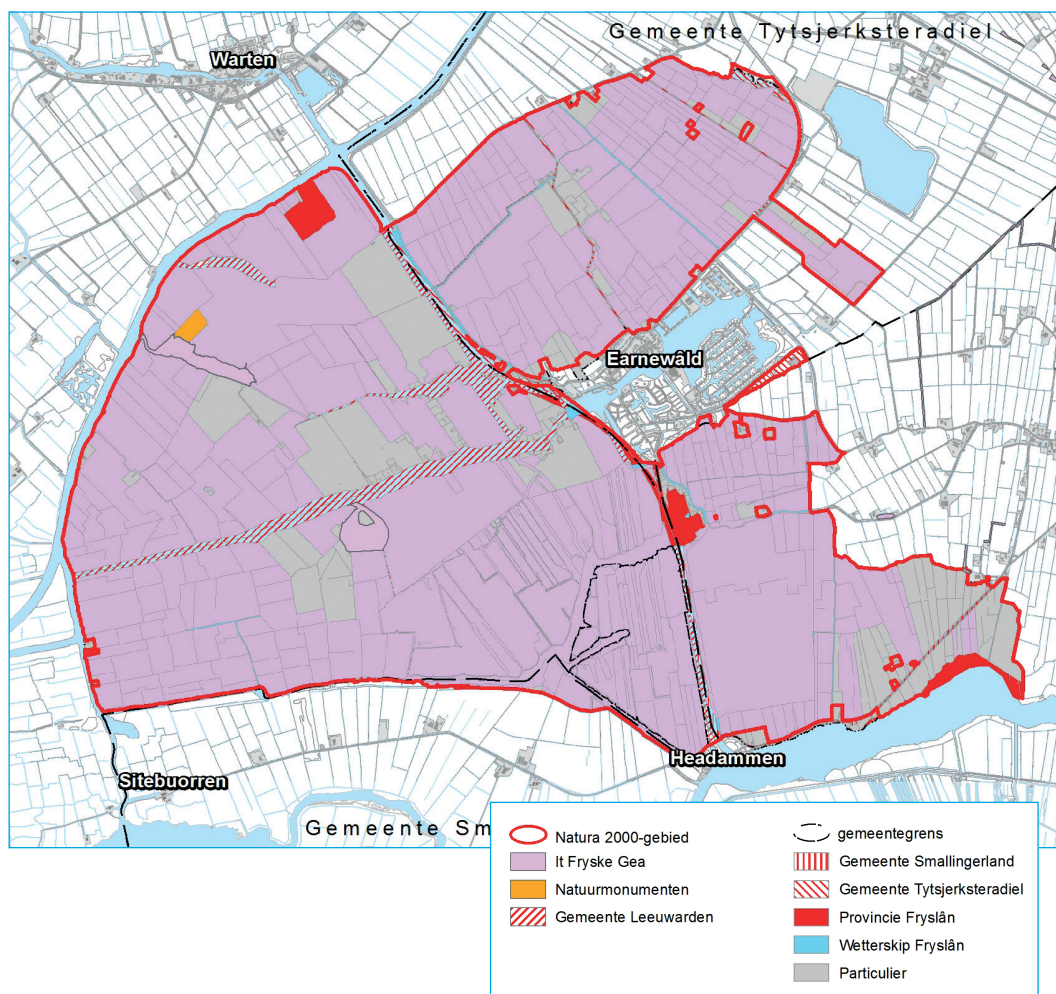 Gemeente Tytsjerksteradiel
Warten
Earnewâld
Headammen
Sitebuorren
Gemeente Sm
Natura 2000-gebied
It Fryske Gea
Natuurmonumenten
Gemeente Leeuwarden
gemeentegrens
Gemeente Smallingerland
Gemeente Tytsjerksteradiel
Provincie Fryslân
Wetterskip Fryslân
Particulier